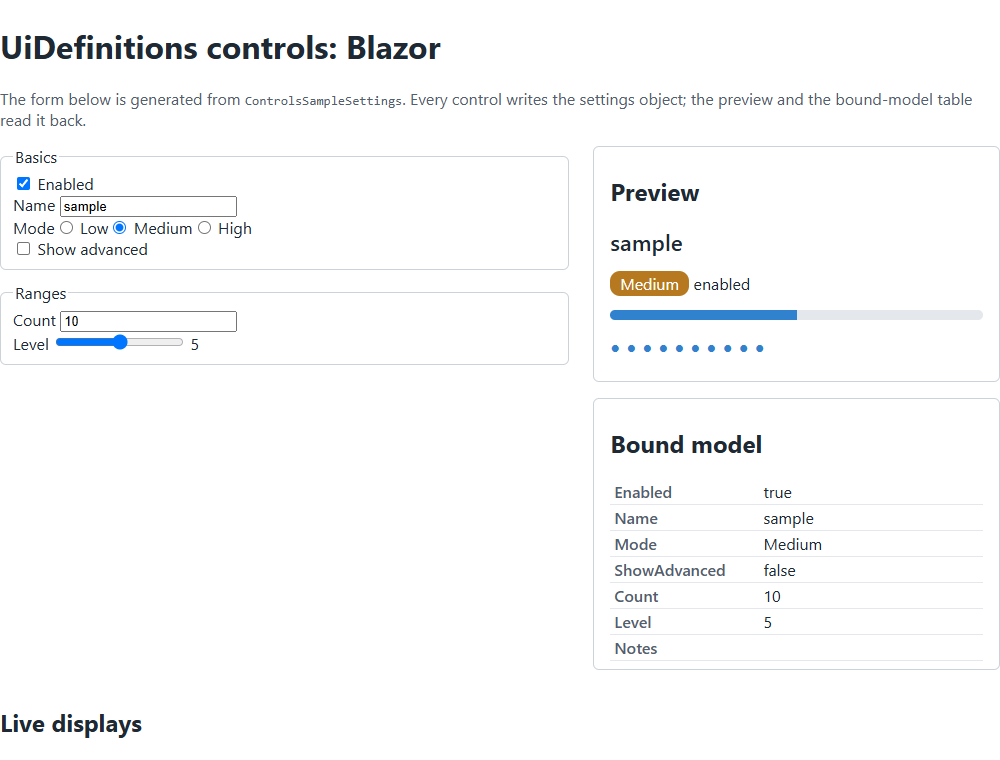 UiDefinitions controls: Blazor
The form below is generated from ControlsSampleSettings. Every control writes the settings object; the preview and the bound-model table
read it back.
Basics
Enabled
Name sample
Mode Low Medium High
Show advanced
Ranges
Count 10
Level 5
Preview
sample
Medium enabled
Bound model
Enabled true
Name sample
Mode Medium
ShowAdvanced false
Count 10
Level 5
Notes
Live displays